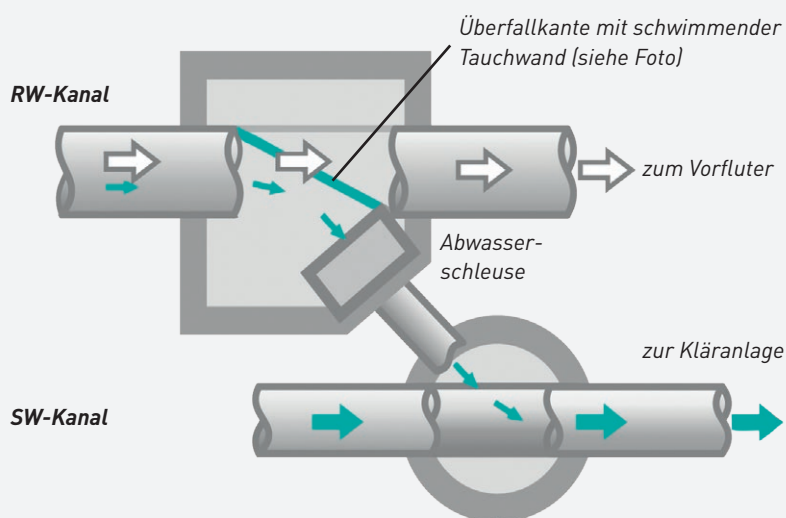 Überfallkante mit schwimmender
Tauchwand (siehe Foto)
RW-Kanal
zum Vorfluter
Abwasser-
schleuse
zur Kläranlage
SW-Kanal